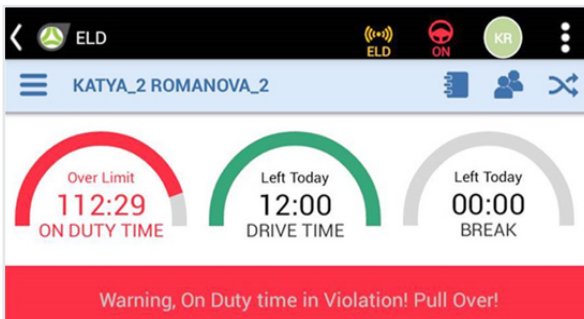 ELD
ELD
ON
KR
KATYA_2 ROMANOVA_2
Over Limit
112:29
ON DUTY TIME
Left Today
12:00
DRIVE TIME
Left Today
00:00
BREAK
Warning, On Duty time in Violation! Pull Over!